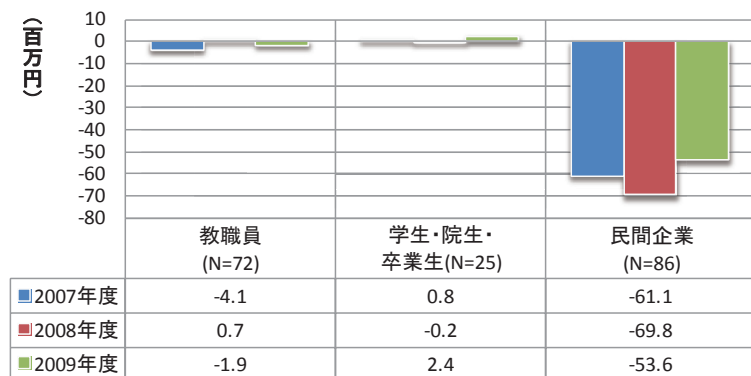 （百万円）
10
0
-10
-20
-30
-40
-50
-60
-70
-80
教職員
(N=72)
学生・院生・
卒業生(N=25)
民間企業
(N=86)
2007年度 -4.1 0.8 -61.1
2008年度 0.7 -0.2 -69.8
2009年度 -1.9 2.4 -53.6